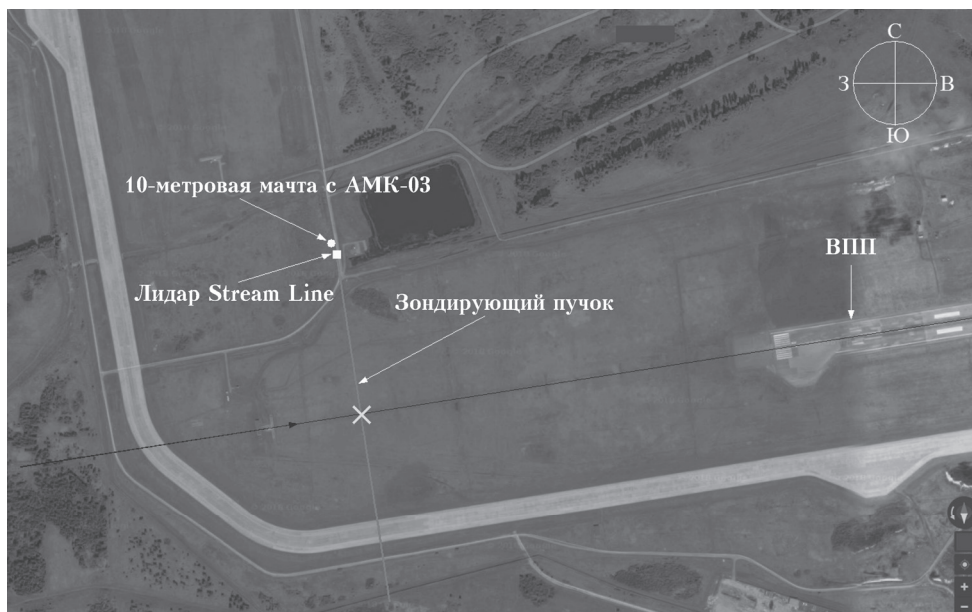 С
З
В
Ю
10-метровая мачта с АМК-03
ВПП
Лидар Stream Line
Зондирующий пучок